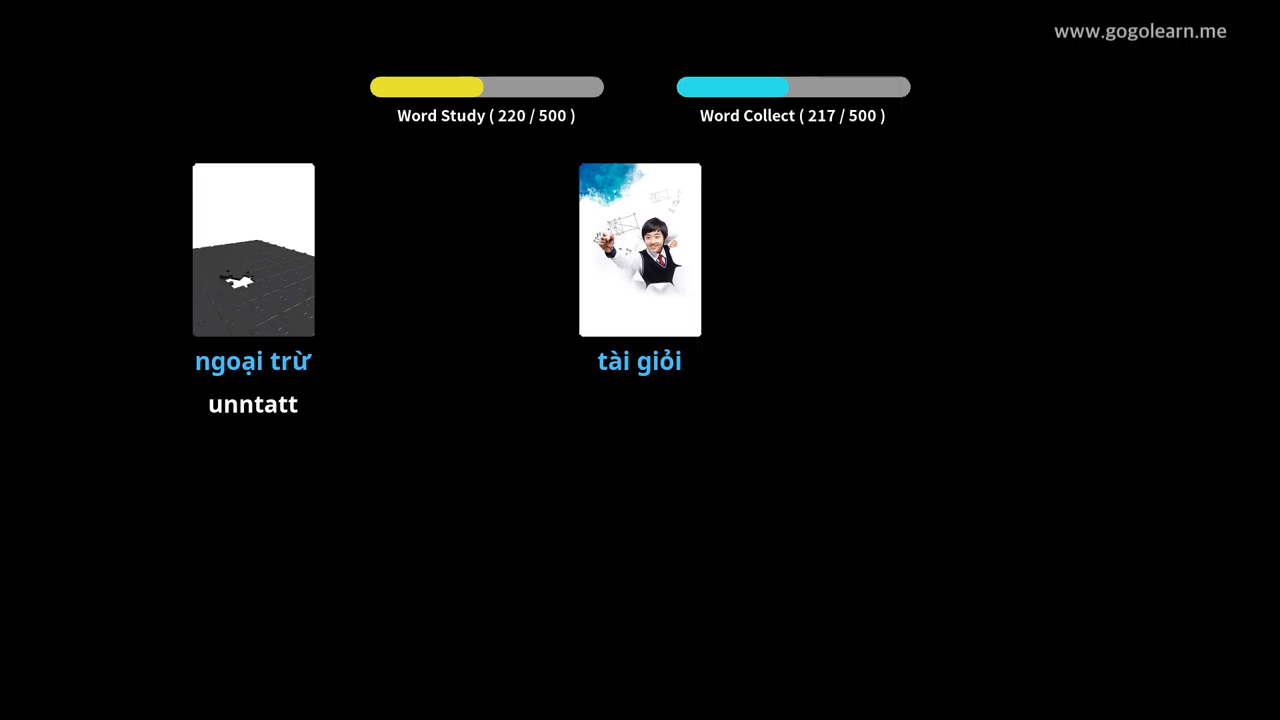 www.gogolearn.me
Word Study ( 220 / 500 )
Word Collect ( 217 / 500 )
ngoại trừ
tài giỏi
unntatt